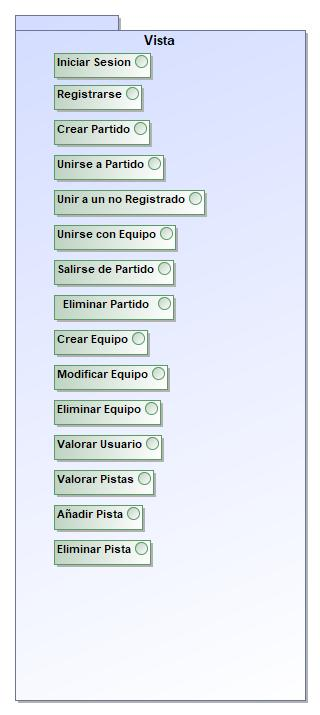 Vista
Iniciar Sesion
Registrarse
Crear Partido
Unirse a Partido
Unir a un no Registrado
Unirse con Equipo
Salirse de Partido
Eliminar Partido
Crear Equipo
Modificar Equipo
Eliminar Equipo
Valorar Usuario
Valorar Pistas
Añadir Pista
Eliminar Pista